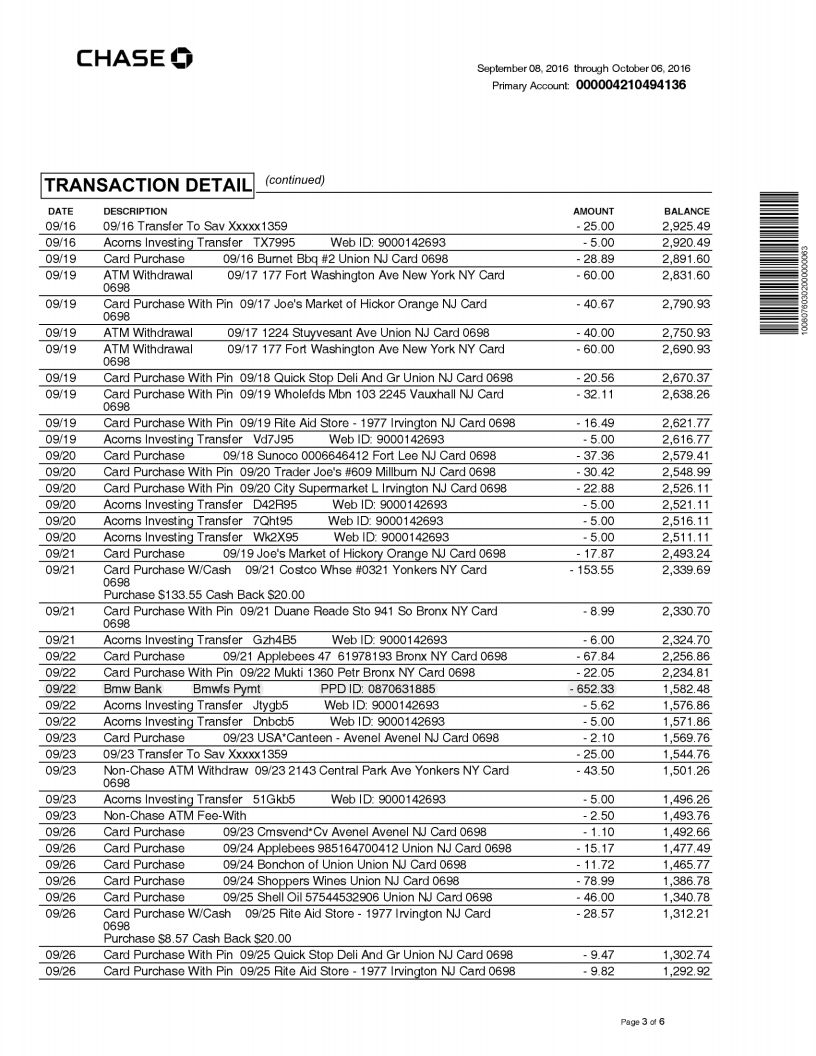 CHASE
September 08, 2016 through October 06, 2016
Primary Account: 000004210494136
TRANSACTION DETAIL (continued)
DATE DESCRIPTION AMOUNT BALANCE
09/16 09/16 Transfer To Sav Xxxxx1359 - 25.00 2,925.49
09/16 Acorns Investing Transfer TX7995 Web ID: 9000142693 - 5.00 2,920.49
09/19 Card Purchase 09/16 Burnet Bbq #2 Union NJ Card 0698 - 28.89 2,891.60
09/19 ATM Withdrawal 09/17 177 Fort Washington Ave New York NY Card - 60.00 2,831.60
0698
09/19 Card Purchase With Pin 09/17 Joe's Market of Hickor Orange NJ Card - 40.67 2,790.93
0698
09/19 ATM Withdrawal 09/17 1224 Stuyvesant Ave Union NJ Card 0698 - 40.00 2,750.93
09/19 ATM Withdrawal 09/17 177 Fort Washington Ave New York NY Card - 60.00 2,690.93
0698
09/19 Card Purchase With Pin 09/18 Quick Stop Deli And Gr Union NJ Card 0698 - 20.56 2,670.37
09/19 Card Purchase With Pin 09/19 Wholefds Mbn 103 2245 Vauxhall NJ Card - 32.11 2,638.26
0698
09/19 Card Purchase With Pin 09/19 Rite Aid Store - 1977 Irvington NJ Card 0698 - 16.49 2,621.77
09/19 Acorns Investing Transfer Vd7J95 Web ID: 9000142693 - 5.00 2,616.77
09/20 Card Purchase 09/18 Sunoco 0006646412 Fort Lee NJ Card 0698 - 37.36 2,579.41
09/20 Card Purchase With Pin 09/20 Trader Joe's #609 Millburn NJ Card 0698 - 30.42 2,548.99
09/20 Card Purchase With Pin 09/20 City Supermarket L Irvington NJ Card 0698 - 22.88 2,526.11
09/20 Acorns Investing Transfer D42R95 Web ID: 9000142693 - 5.00 2,521.11
09/20 Acorns Investing Transfer 7Qht95 Web ID: 9000142693 - 5.00 2,516.11
09/20 Acorns Investing Transfer Wk2X95 Web ID: 9000142693 - 5.00 2,511.11
09/21 Card Purchase 09/19 Joe's Market of Hickory Orange NJ Card 0698 - 17.87 2,493.24
09/21 Card Purchase W/Cash 09/21 Costco Whse #0321 Yonkers NY Card - 153.55 2,339.69
0698
Purchase $133.55 Cash Back $20.00
09/21 Card Purchase With Pin 09/21 Duane Reade Sto 941 So Bronx NY Card - 8.99 2,330.70
0698
09/21 Acorns Investing Transfer Gzh4B5 Web ID: 9000142693 - 6.00 2,324.70
09/22 Card Purchase 09/21 Applebees 47 61978193 Bronx NY Card 0698 - 67.84 2,256.86
09/22 Card Purchase With Pin 09/22 Mukti 1360 Petr Bronx NY Card 0698 - 22.05 2,234.81
09/22 Bmw Bank Bmwfs Pymt PPD ID: 0870631885 - 652.33 1,582.48
09/22 Acorns Investing Transfer Jtygb5 Web ID: 9000142693 - 5.62 1,576.86
09/22 Acorns Investing Transfer Dnbcb5 Web ID: 9000142693 - 5.00 1,571.86
09/23 Card Purchase 09/23 USA*Canteen - Avenel Avenel NJ Card 0698 - 2.10 1,569.76
09/23 09/23 Transfer To Sav Xxxxx1359 - 25.00 1,544.76
09/23 Non-Chase ATM Withdraw 09/23 2143 Central Park Ave Yonkers NY Card - 43.50 1,501.26
0698
09/23 Acorns Investing Transfer 51Gkb5 Web ID: 9000142693 - 5.00 1,496.26
09/23 Non-Chase ATM Fee-With - 2.50 1,493.76
09/26 Card Purchase 09/23 Cmsvend*Cv Avenel Avenel NJ Card 0698 - 1.10 1,492.66
09/26 Card Purchase 09/24 Applebees 985164700412 Union NJ Card 0698 - 15.17 1,477.49
09/26 Card Purchase 09/24 Bonchon of Union Union NJ Card 0698 - 11.72 1,465.77
09/26 Card Purchase 09/24 Shoppers Wines Union NJ Card 0698 - 78.99 1,386.78
09/26 Card Purchase 09/25 Shell Oil 57544532906 Union NJ Card 0698 - 46.00 1,340.78
09/26 Card Purchase W/Cash 09/25 Rite Aid Store - 1977 Irvington NJ Card - 28.57 1,312.21
0698
Purchase $8.57 Cash Back $20.00
09/26 Card Purchase With Pin 09/25 Quick Stop Deli And Gr Union NJ Card 0698 - 9.47 1,302.74
09/26 Card Purchase With Pin 09/25 Rite Aid Store - 1977 Irvington NJ Card 0698 - 9.82 1,292.92
Page 3 of 6